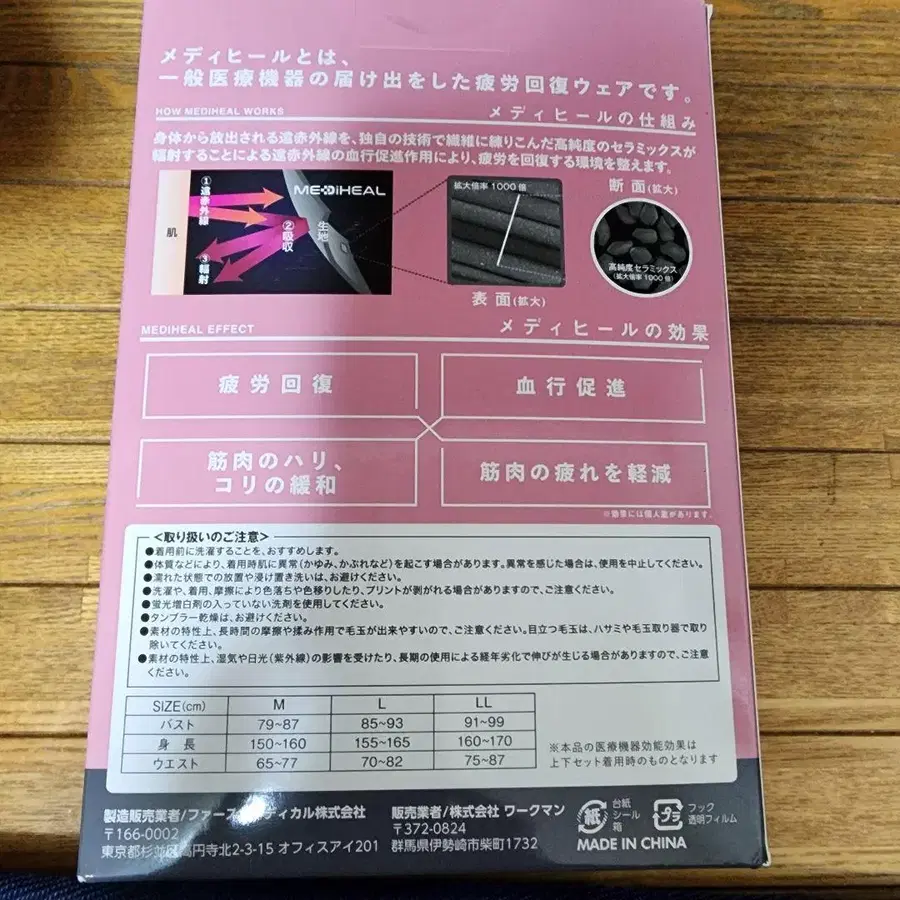 メディヒールとは、
一般医療機器の届け出をした疲労回復ウェアです。
HOW MEDIHEAL WORKS
メディヒールの仕組み
身体から放出される遠赤外線を、独自の技術で繊維に練りこんだ高純度のセラミックスが
輻射することによる遠赤外線の血行促進作用により、疲労を回復する環境を整えます。
肌
①遠赤外線
②吸収
③輻射
生地
MEDIHEAL
拡大倍率1000倍
表面(拡大)
断面(拡大)
高純度セラミックス
(拡大倍率1000倍)
MEDIHEAL EFFECT
メディヒールの効果
疲労回復
血行促進
筋肉のハリ、
コリの緩和
筋肉の疲れを軽減
※効果には個人差があります。
<取り扱いのご注意>
●着用前に洗濯することを、おすすめします。
●体質などにより、着用時肌に異常(かゆみ、かぶれなど)を起こす場合があります。異常を感じた場合は、使用を中止してください。
●濡れた状態での放置や浸け置き洗いは、お避けください。
●洗濯や、着用、摩擦により色落ちや色移りしたり、プリントが剥がれる場合がありますので、ご注意ください。
●蛍光増白剤の入っていない洗剤を使用してください。
●タンブラー乾燥は、お避けください。
●素材の特性上、長時間の摩擦や揉み作用で毛玉が出来やすいので、ご注意ください。目立つ毛玉は、ハサミや毛玉取り器で取り
除いてください。
●素材の特性上、湿気や日光(紫外線)の影響を受けたり、長期の使用による経年劣化で伸びが生じる場合がありますので、ご注意
ください。
SIZE(cm) M L LL
バスト 79~87 85~93 91~99
身長 150~160 155~165 160~170
ウエスト 65~77 70~82 75~87
※本品の医療機器効能効果は
上下セット着用時のものとなります
製造販売業者/ファーストメディカル株式会社
〒166-0002
東京都杉並区高円寺北2-3-15 オフィスアイ201
販売業者/株式会社 ワークマン
〒372-0824
群馬県伊勢崎市柴町1732
紙
台紙
シール
箱
プラ
フック
透明フィルム
MADE IN CHINA